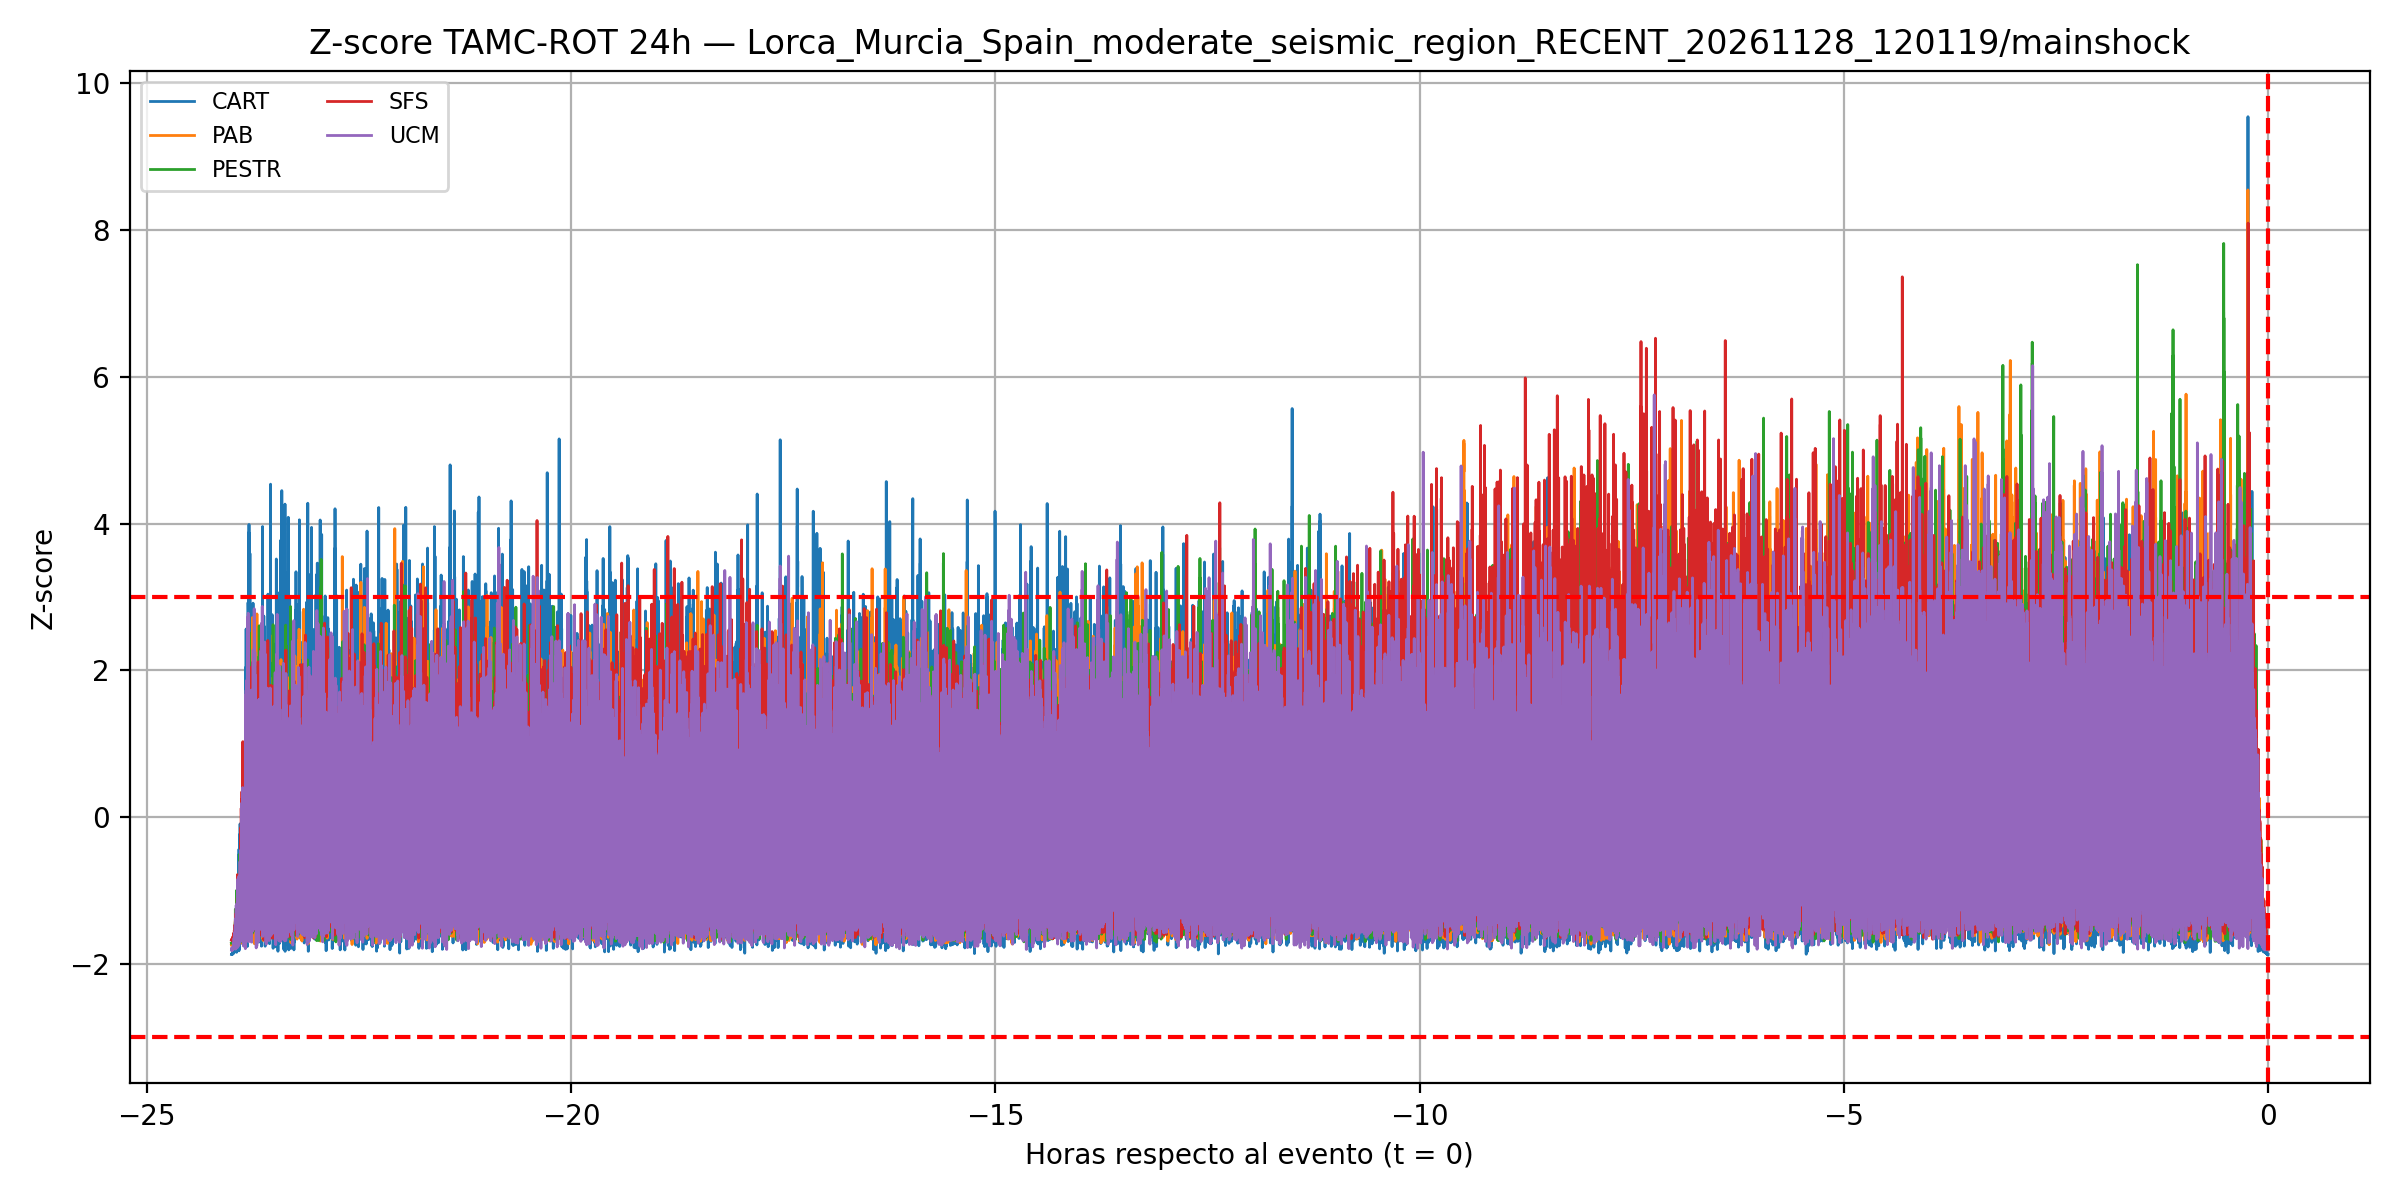 Z-score TAMC-ROT 24h — Lorca_Murcia_Spain_moderate_seismic_region_RECENT_20261128_120119/mainshock
10
8
6
4
2
0
−2
Z-score
CART
PAB
PESTR
SFS
UCM
−25
−20
−15
−10
−5
0
Horas respecto al evento (t = 0)